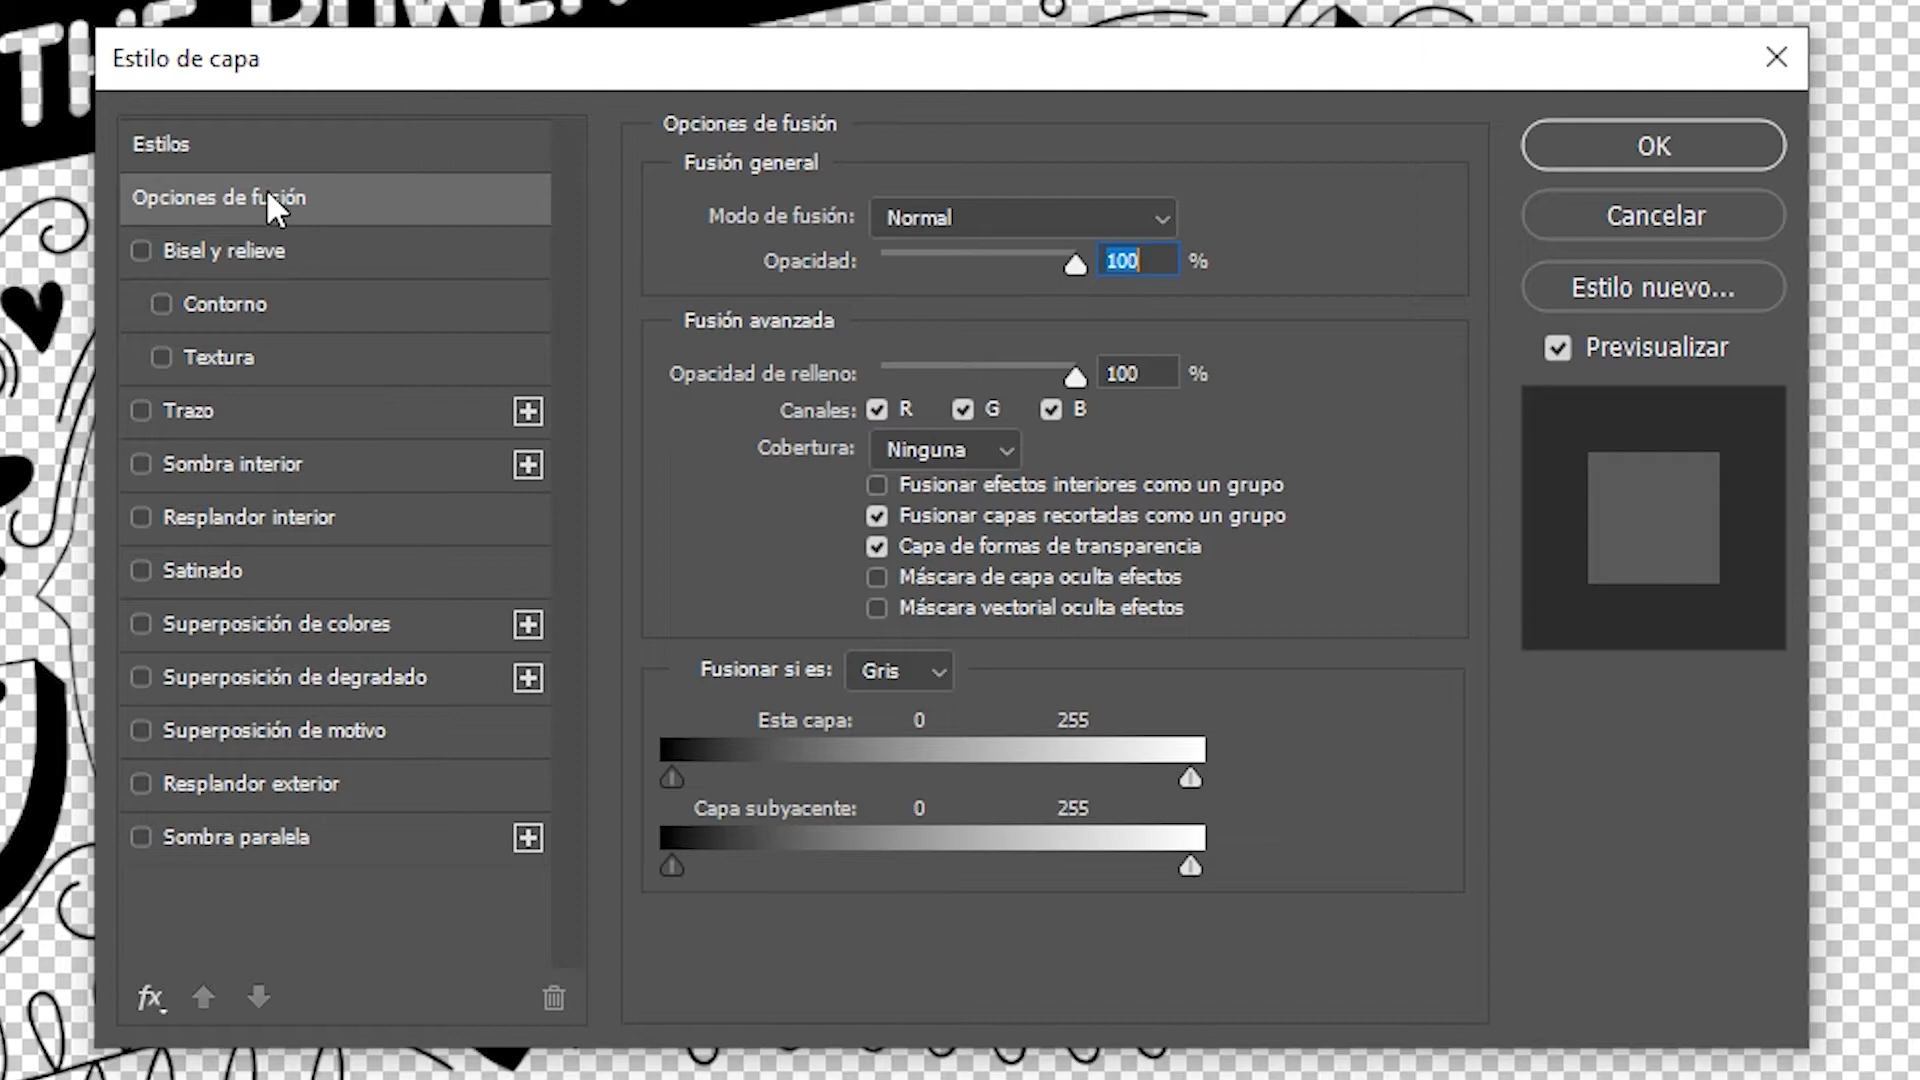 THE POWER
Estilo de capa
Estilos
Opciones de fusión
Bisel y relieve
Contorno
Textura
Trazo
Sombra interior
Resplandor interior
Satinado
Superposición de colores
Superposición de degradado
Superposición de motivo
Resplandor exterior
Sombra paralela
fx
Opciones de fusión
Fusión general
Modo de fusión: Normal
Opacidad: 100 %
Fusión avanzada
Opacidad de relleno: 100 %
Canales: R G B
Cobertura: Ninguna
Fusionar efectos interiores como un grupo
Fusionar capas recortadas como un grupo
Capa de formas de transparencia
Máscara de capa oculta efectos
Máscara vectorial oculta efectos
Fusionar si es: Gris
Esta capa: 0 255
Capa subyacente: 0 255
OK
Cancelar
Estilo nuevo...
Previsualizar